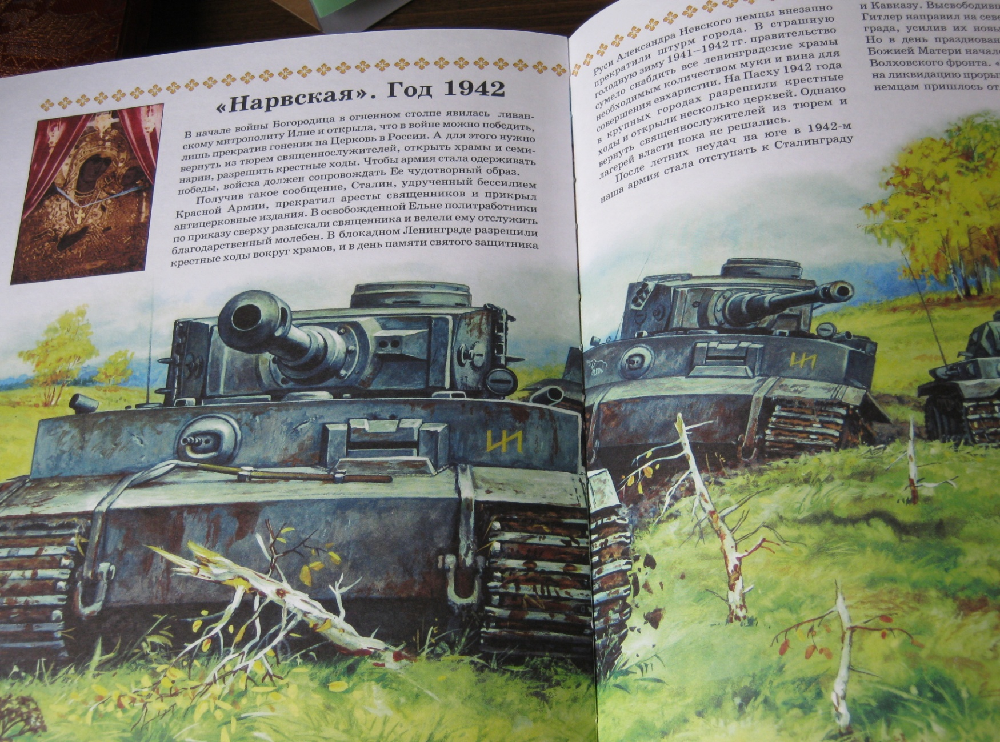 «Нарвская». Год 1942
В начале войны Богородица в огненном столпе явилась ливан-
скому митрополиту Илие и открыла, что в войне можно победить,
лишь прекратив гонения на Церковь в России. А для этого нужно
вернуть из тюрем священнослужителей, открыть храмы и семи-
нарии, разрешить крестные ходы. Чтобы армия стала одерживать
победы, войска должен сопровождать Ее чудотворный образ.
Получив такое сообщение, Сталин, удрученный бессилием
Красной Армии, прекратил аресты священников и прикрыл
антицерковные издания. В освобожденной Ельне политработники
по приказу сверху разыскали священника и велели ему отслужить
благодарственный молебен. В блокадном Ленинграде разрешили
крестные ходы вокруг храмов, и в день памяти святого защитника
Руси Александра Невского немцы внезапно
прекратили штурм города. В страшную
голодную зиму 1941–1942 гг. правительство
сумело снабдить все ленинградские храмы
необходимым количеством муки и вина для
совершения евхаристии. На Пасху 1942 года
в крупных городах разрешили крестные
ходы и открыли несколько церквей. Однако
вернуть священнослужителей из тюрем и
лагерей власти пока не решались.
После летних неудач на юге в 1942-м
наша армия стала отступать к Сталинграду
и Кавказу. Высвободивш
Гитлер направил на севе
града, усилив их новы
Но в день празднован
Божией Матери начало
Волховского фронта. «
на ликвидацию проры
немцам пришлось от